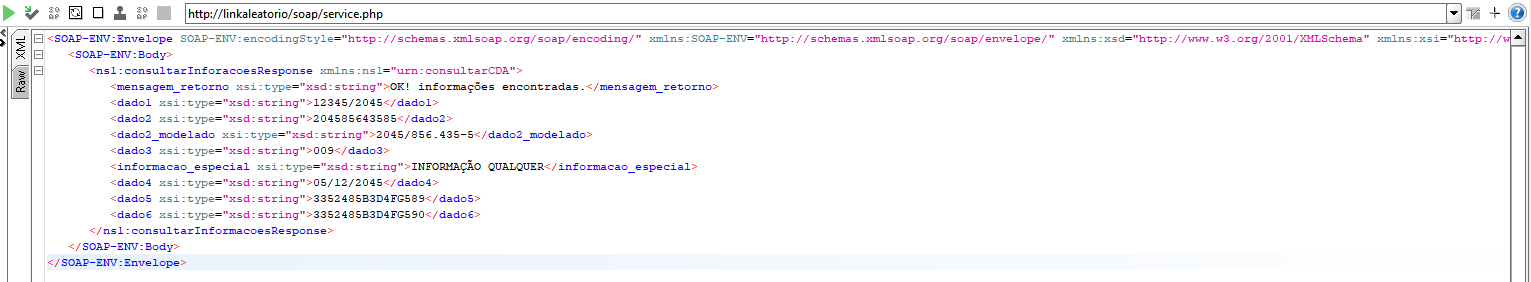 http://linkaleatorio/soap/service.php
XML
Raw
<SOAP-ENV:Envelope SOAP-ENV:encodingStyle="http://schemas.xmlsoap.org/soap/encoding/" xmlns:SOAP-ENV="http://schemas.xmlsoap.org/soap/envelope/" xmlns:xsd="http://www.w3.org/2001/XMLSchema" xmlns:xsi="http://w
<SOAP-ENV:Body>
<ns1:consultarInforacoesResponse xmlns:ns1="urn:consultarCDA">
<mensagem_retorno xsi:type="xsd:string">OK! informações encontradas.</mensagem_retorno>
<dado1 xsi:type="xsd:string">12345/2045</dado1>
<dado2 xsi:type="xsd:string">204585643585</dado2>
<dado2_modelado xsi:type="xsd:string">2045/856.435-5</dado2_modelado>
<dado3 xsi:type="xsd:string">009</dado3>
<informacao_especial xsi:type="xsd:string">INFORMAÇÃO QUALQUER</informacao_especial>
<dado4 xsi:type="xsd:string">05/12/2045</dado4>
<dado5 xsi:type="xsd:string">3352485B3D4FG589</dado5>
<dado6 xsi:type="xsd:string">3352485B3D4FG590</dado6>
</ns1:consultarInformacoesResponse>
</SOAP-ENV:Body>
</SOAP-ENV:Envelope>